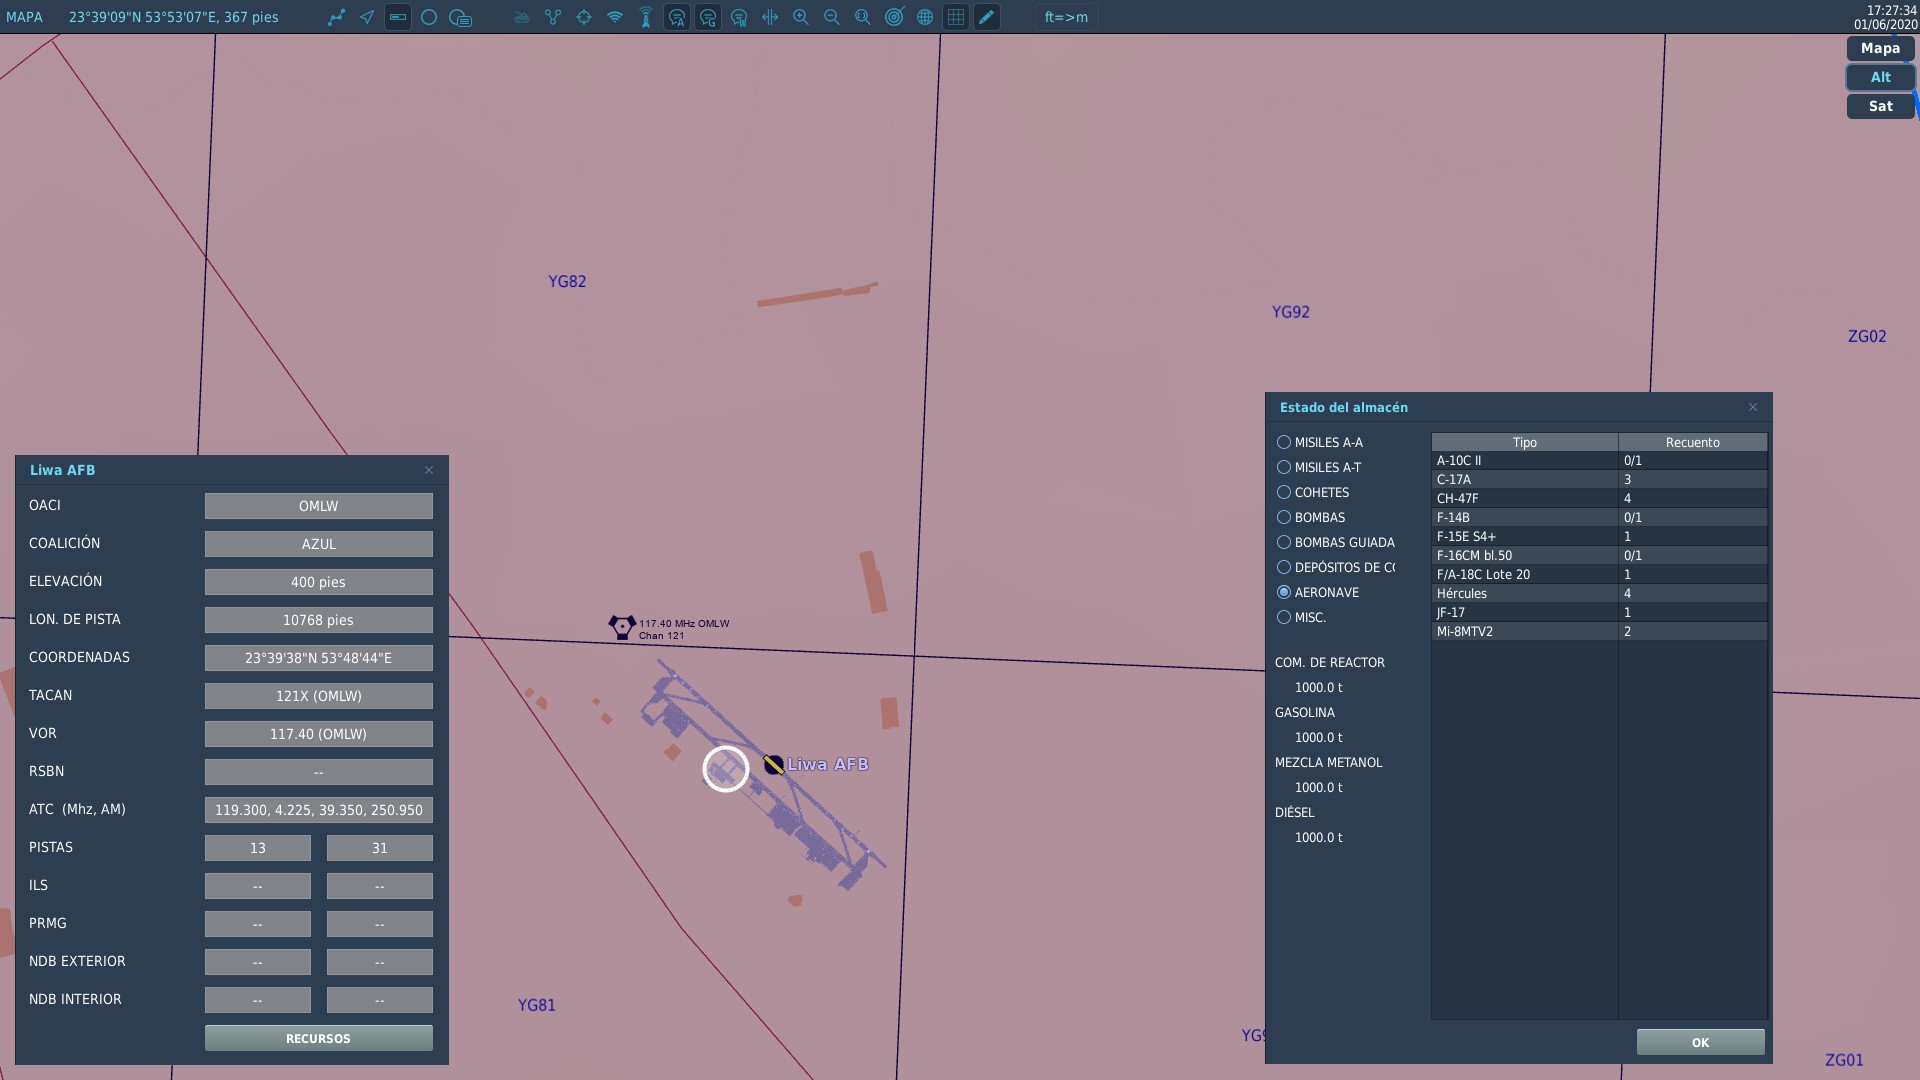 MAPA 23°39'09"N 53°53'07"E, 367 pies ft=>m 17:27:34
01/06/2020
Mapa
Alt
Sat
YG82
YG92
ZG02
117.40 MHz OMLW
Chan 121
Liwa AFB
YG81
ZG01
Liwa AFB
OACI OMLW
COALICIÓN AZUL
ELEVACIÓN 400 pies
LON. DE PISTA 10768 pies
COORDENADAS 23°39'38"N 53°48'44"E
TACAN 121X (OMLW)
VOR 117.40 (OMLW)
RSBN --
ATC (Mhz, AM) 119.300, 4.225, 39.350, 250.950
PISTAS 13 31
ILS -- --
PRMG -- --
NDB EXTERIOR -- --
NDB INTERIOR -- --
RECURSOS
Estado del almacén
MISILES A-A
MISILES A-T
COHETES
BOMBAS
BOMBAS GUIADA
DEPÓSITOS DE CO
AERONAVE
MISC.
COM. DE REACTOR
1000.0 t
GASOLINA
1000.0 t
MEZCLA METANOL
1000.0 t
DIÉSEL
1000.0 t
Tipo Recuento
A-10C II 0/1
C-17A 3
CH-47F 4
F-14B 0/1
F-15E S4+ 1
F-16CM bl.50 0/1
F/A-18C Lote 20 1
Hércules 4
JF-17 1
Mi-8MTV2 2
OK